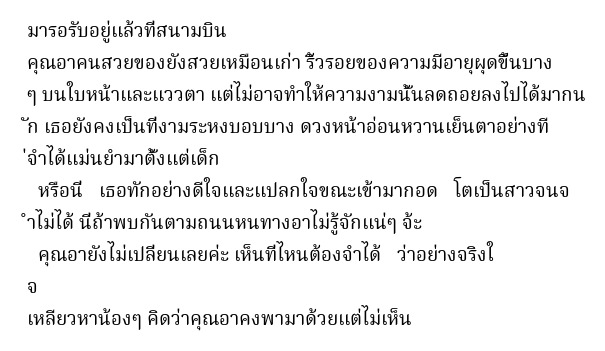 มารอรับอยู่แล้วที่สนามบิน
คุณอาคนสวยของยังสวยเหมือนเก่า ริ้วรอยของความมีอายุผุดขึ้นบาง
ๆ บนใบหน้าและแววตา แต่ไม่อาจทำให้ความงามนั้นลดถอยลงไปได้มากน
ัก เธอยังคงเป็นที่งามระหงบอบบาง ดวงหน้าอ่อนหวานเย็นตาอย่างที
่จำได้แม่นยำมาตั้งแต่เด็ก
หรือนี่ เธอทักอย่างดีใจและแปลกใจขณะเข้ามากอด โตเป็นสาวจนจ
ำไม่ได้ นี่ถ้าพบกันตามถนนหนทางอาไม่รู้จักแน่ๆ จ้ะ
คุณอายังไม่เปลี่ยนเลยค่ะ เห็นที่ไหนต้องจำได้ ว่าอย่างจริงใ
จ
เหลียวหาน้องๆ คิดว่าคุณอาคงพามาด้วยแต่ไม่เห็น